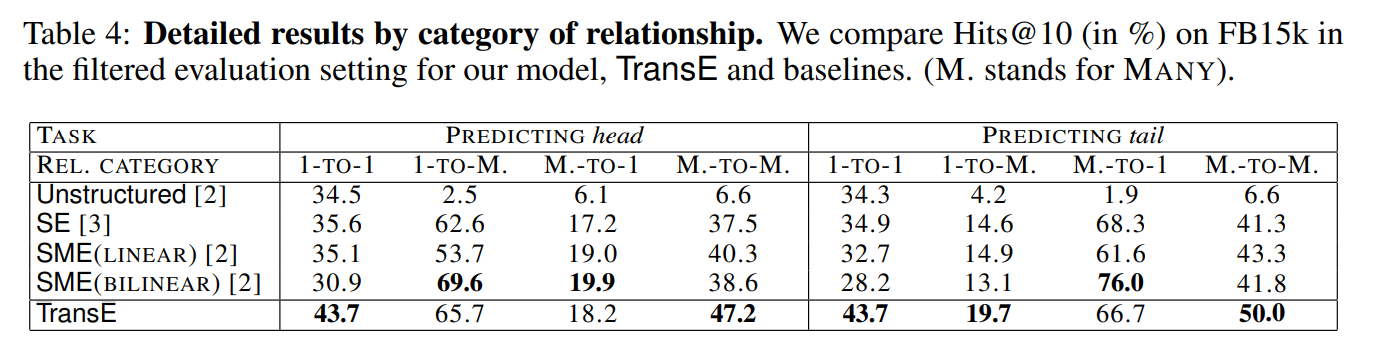 Table 4: Detailed results by category of relationship. We compare Hits@10 (in %) on FB15k in
the filtered evaluation setting for our model, TransE and baselines. (M. stands for MANY).
TASK PREDICTING head PREDICTING tail
REL. CATEGORY 1-TO-1 1-TO-M. M.-TO-1 M.-TO-M. 1-TO-1 1-TO-M. M.-TO-1 M.-TO-M.
Unstructured [2] 34.5 2.5 6.1 6.6 34.3 4.2 1.9 6.6
SE [3] 35.6 62.6 17.2 37.5 34.9 14.6 68.3 41.3
SME(LINEAR) [2] 35.1 53.7 19.0 40.3 32.7 14.9 61.6 43.3
SME(BILINEAR) [2] 30.9 69.6 19.9 38.6 28.2 13.1 76.0 41.8
TransE 43.7 65.7 18.2 47.2 43.7 19.7 66.7 50.0